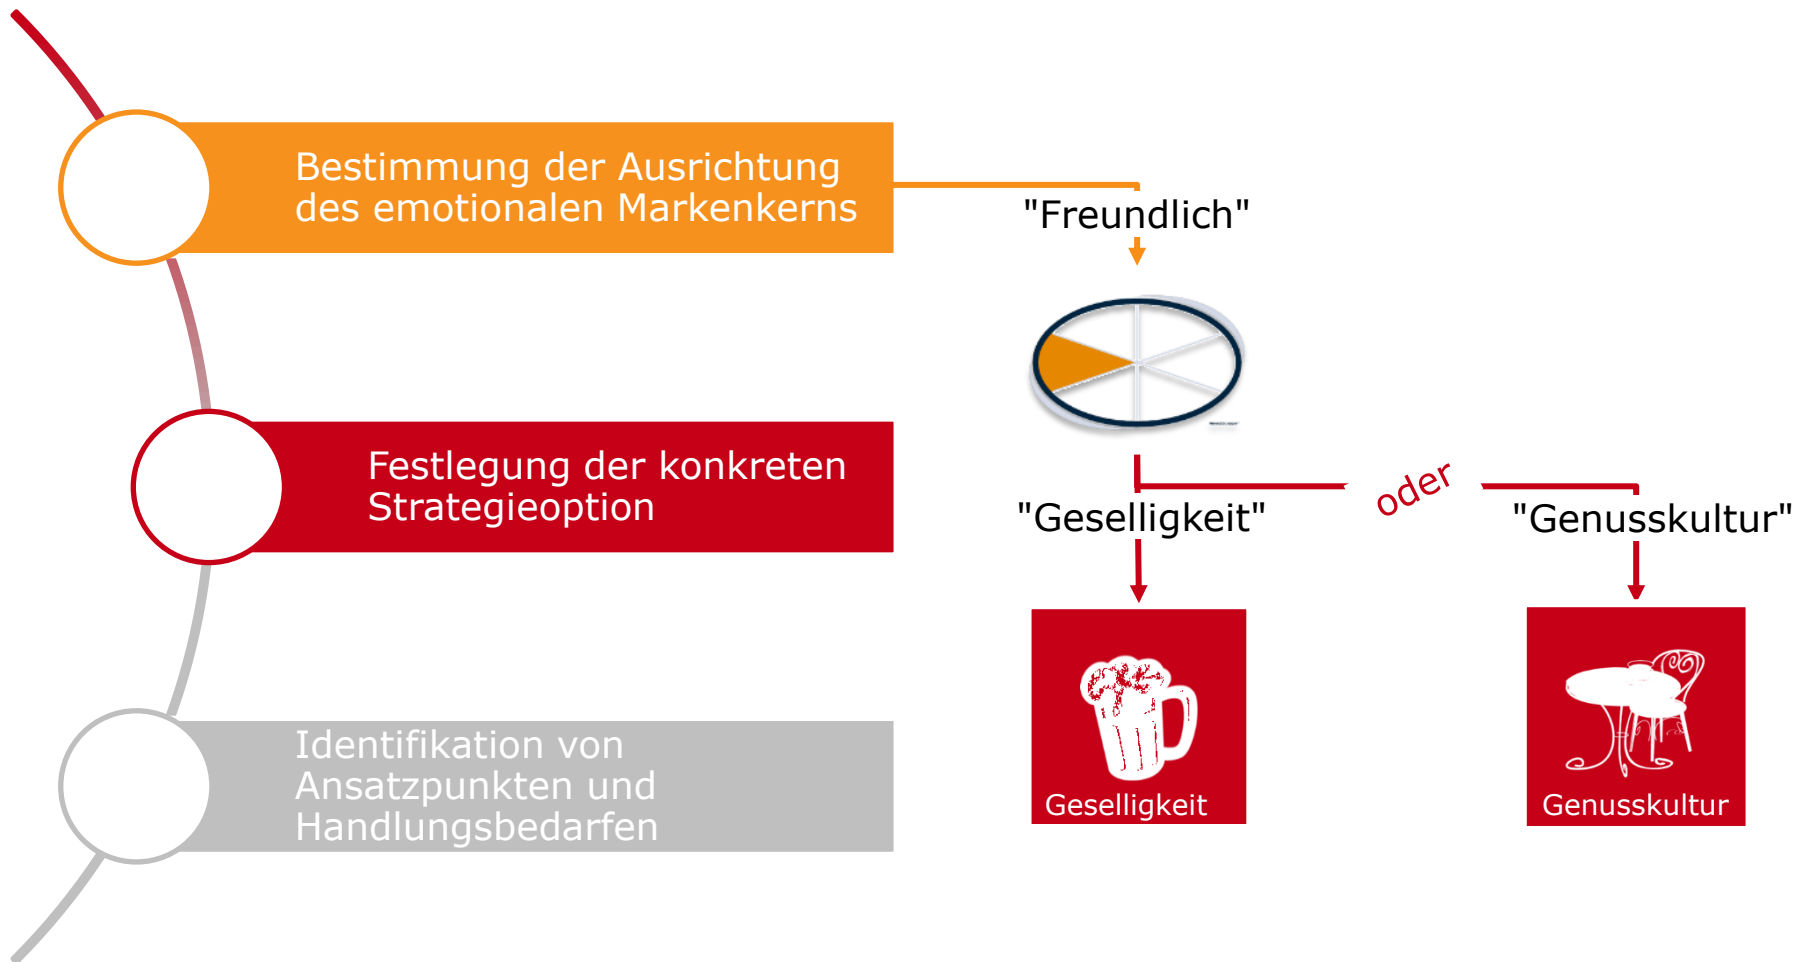 Bestimmung der Ausrichtung
des emotionalen Markenkerns
"Freundlich"
Festlegung der konkreten
Strategieoption
"Geselligkeit"
oder
"Genusskultur"
Identifikation von
Ansatzpunkten und
Handlungsbedarfen
Geselligkeit
Genusskultur